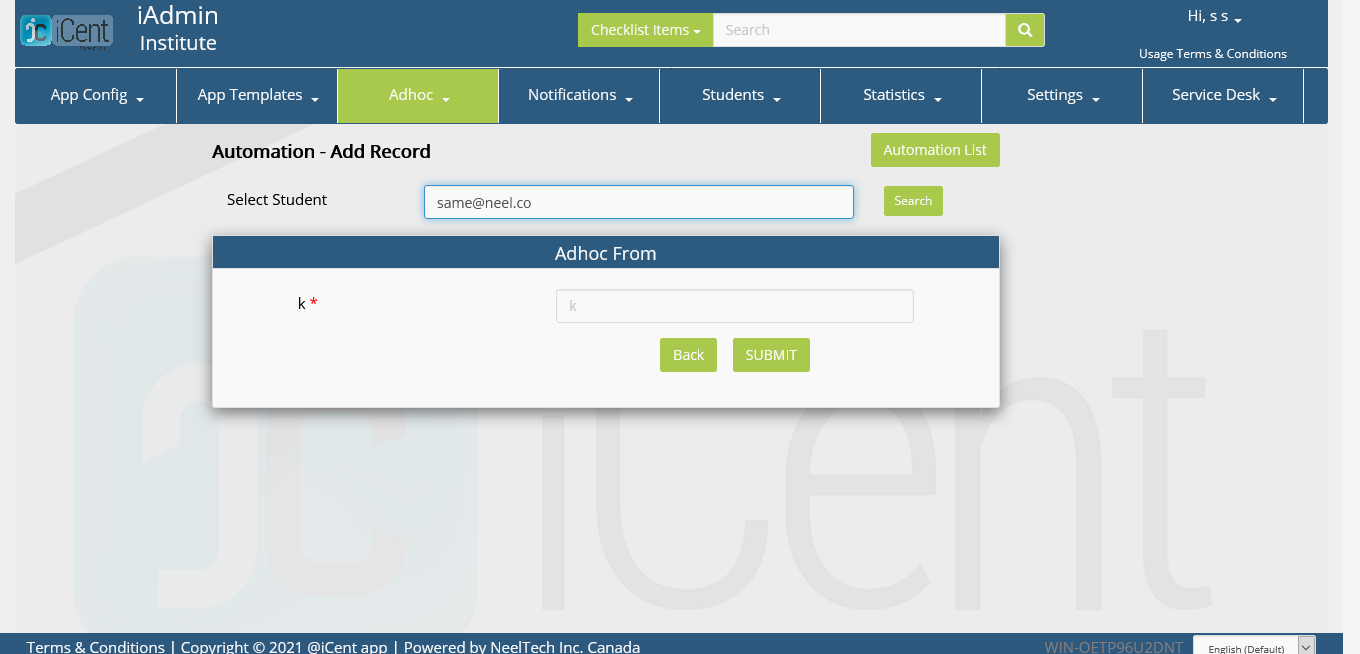 iCent
iAdmin
Institute
Checklist Items
Search
Hi, s s
Usage Terms & Conditions
App Config
App Templates
Adhoc
Notifications
Students
Statistics
Settings
Service Desk
Automation - Add Record
Automation List
Select Student
same@neel.co
Search
Adhoc From
k *
k
Back
SUBMIT
iCent
Terms & Conditions | Copyright © 2021 @iCent app | Powered by NeelTech Inc. Canada
WIN-OETP96U2DNT
English (Default)